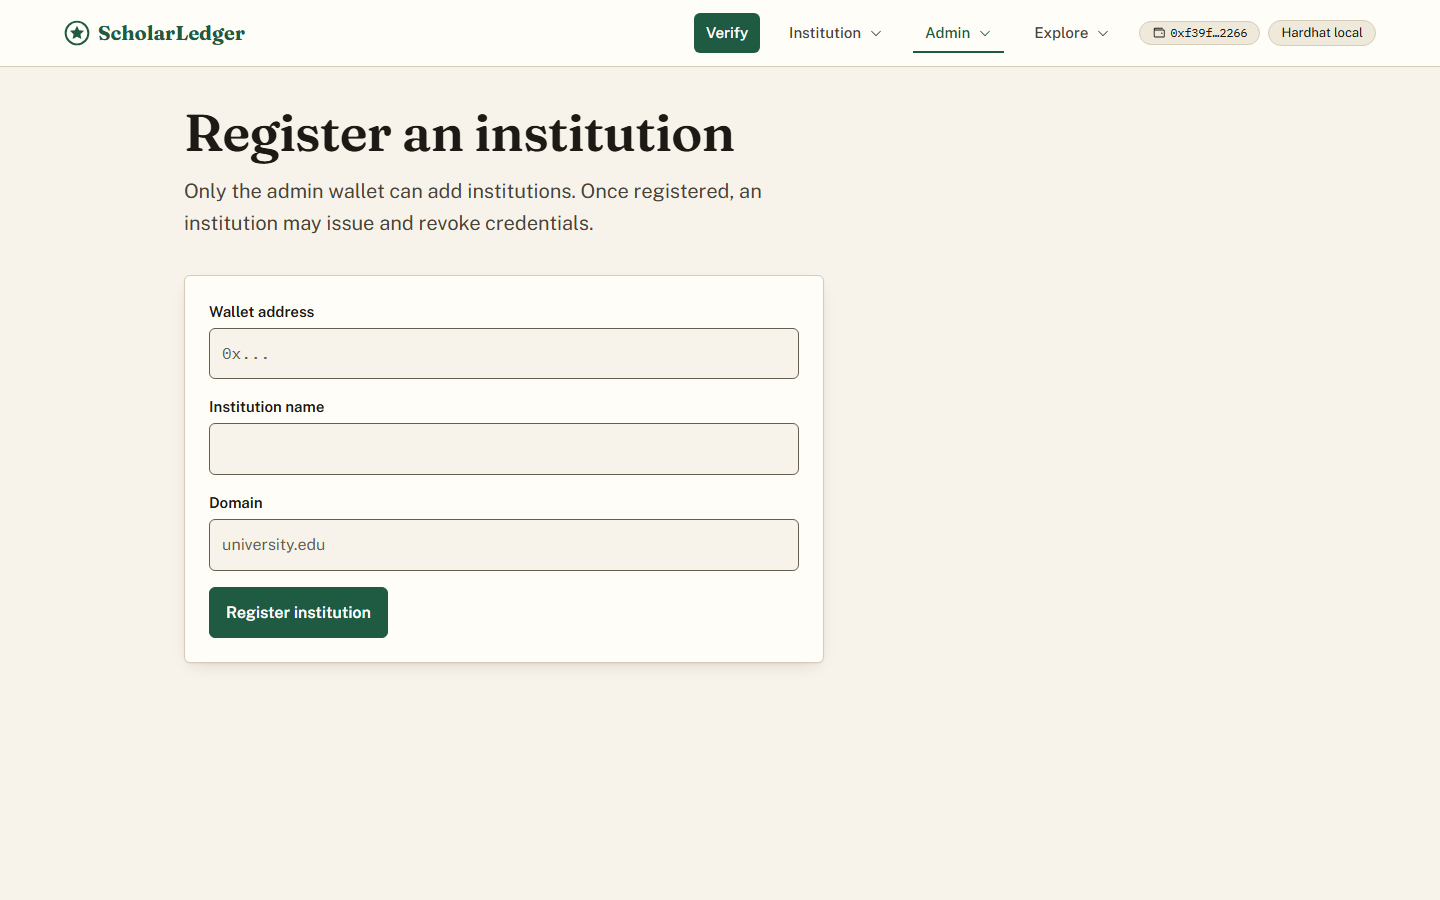 ScholarLedger
Verify
Institution
Admin
Explore
0xf39f…2266
Hardhat local
Register an institution
Only the admin wallet can add institutions. Once registered, an
institution may issue and revoke credentials.
Wallet address
0x...
Institution name
Domain
university.edu
Register institution